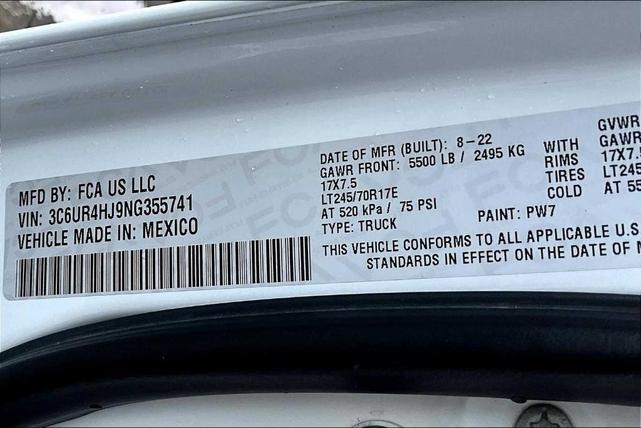 MFD BY: FCA US LLC
VIN: 3C6UR4HJ9NG355741
VEHICLE MADE IN: MEXICO
DATE OF MFR (BUILT): 8-22
GAWR FRONT: 5500 LB / 2495 KG WITH
17X7.5 RIMS
LT245/70R17E TIRES
AT 520 kPa / 75 PSI COLD
TYPE: TRUCK PAINT: PW7
THIS VEHICLE CONFORMS TO ALL APPLICABLE U.S
STANDARDS IN EFFECT ON THE DATE OF
GVWR
GAWR
17X7.5
LT245
AT 55